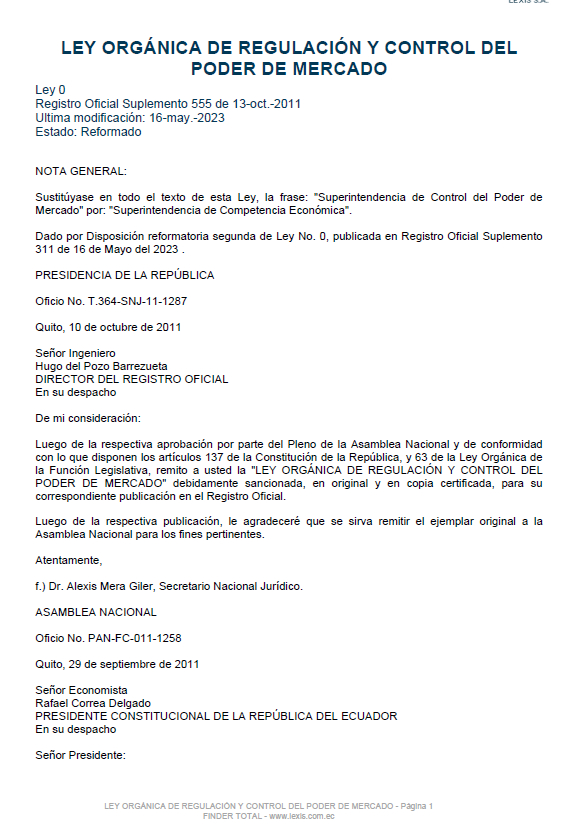 LEXIS S.A.
LEY ORGÁNICA DE REGULACIÓN Y CONTROL DEL
PODER DE MERCADO
Ley 0
Registro Oficial Suplemento 555 de 13-oct.-2011
Ultima modificación: 16-may.-2023
Estado: Reformado
NOTA GENERAL:
Sustitúyase en todo el texto de esta Ley, la frase: "Superintendencia de Control del Poder de
Mercado" por: "Superintendencia de Competencia Económica".
Dado por Disposición reformatoria segunda de Ley No. 0, publicada en Registro Oficial Suplemento
311 de 16 de Mayo del 2023 .
PRESIDENCIA DE LA REPÚBLICA
Oficio No. T.364-SNJ-11-1287
Quito, 10 de octubre de 2011
Señor Ingeniero
Hugo del Pozo Barrezueta
DIRECTOR DEL REGISTRO OFICIAL
En su despacho
De mi consideración:
Luego de la respectiva aprobación por parte del Pleno de la Asamblea Nacional y de conformidad
con lo que disponen los artículos 137 de la Constitución de la República, y 63 de la Ley Orgánica de
la Función Legislativa, remito a usted la "LEY ORGÁNICA DE REGULACIÓN Y CONTROL DEL
PODER DE MERCADO" debidamente sancionada, en original y en copia certificada, para su
correspondiente publicación en el Registro Oficial.
Luego de la respectiva publicación, le agradeceré que se sirva remitir el ejemplar original a la
Asamblea Nacional para los fines pertinentes.
Atentamente,
f.) Dr. Alexis Mera Giler, Secretario Nacional Jurídico.
ASAMBLEA NACIONAL
Oficio No. PAN-FC-011-1258
Quito, 29 de septiembre de 2011
Señor Economista
Rafael Correa Delgado
PRESIDENTE CONSTITUCIONAL DE LA REPÚBLICA DEL ECUADOR
En su despacho
Señor Presidente:
LEY ORGÁNICA DE REGULACIÓN Y CONTROL DEL PODER DE MERCADO - Página 1
FINDER TOTAL - www.lexis.com.ec